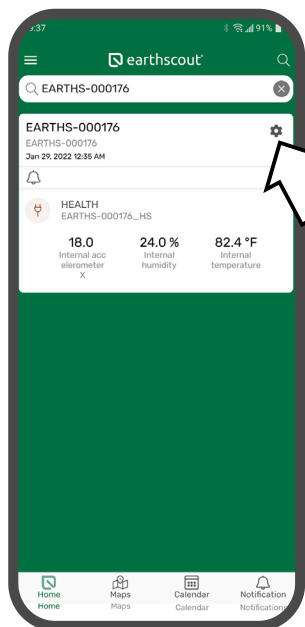 9:37 91%
earthscout
EARTHS-000176
EARTHS-000176
EARTHS-000176
Jan 29, 2022 12:35 AM
HEALTH
EARTHS-000176_HS
18.0 24.0 % 82.4 °F
Internal acc Internal Internal
elerometer humidity temperature
X
Home Maps Calendar Notification
Home Maps Calendar Notifications